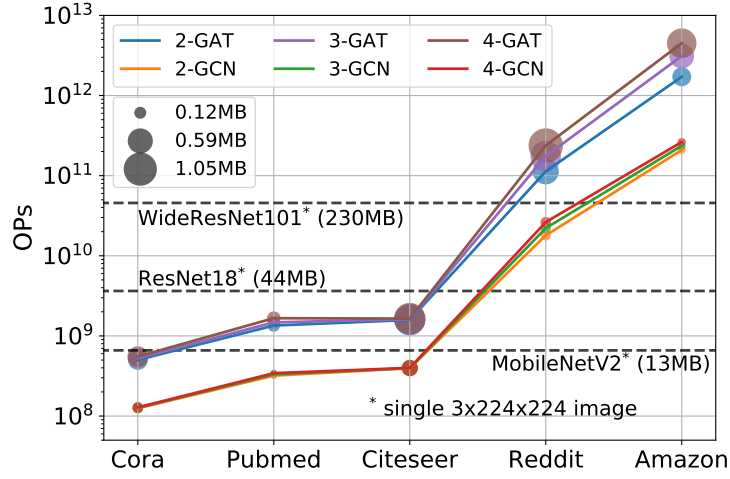 10^13
10^12
10^11
10^10
10^9
10^8
OPs
2-GAT 3-GAT 4-GAT
2-GCN 3-GCN 4-GCN
0.12MB
0.59MB
1.05MB
WideResNet101* (230MB)
ResNet18* (44MB)
MobileNetV2* (13MB)
* single 3x224x224 image
Cora Pubmed Citeseer Reddit Amazon